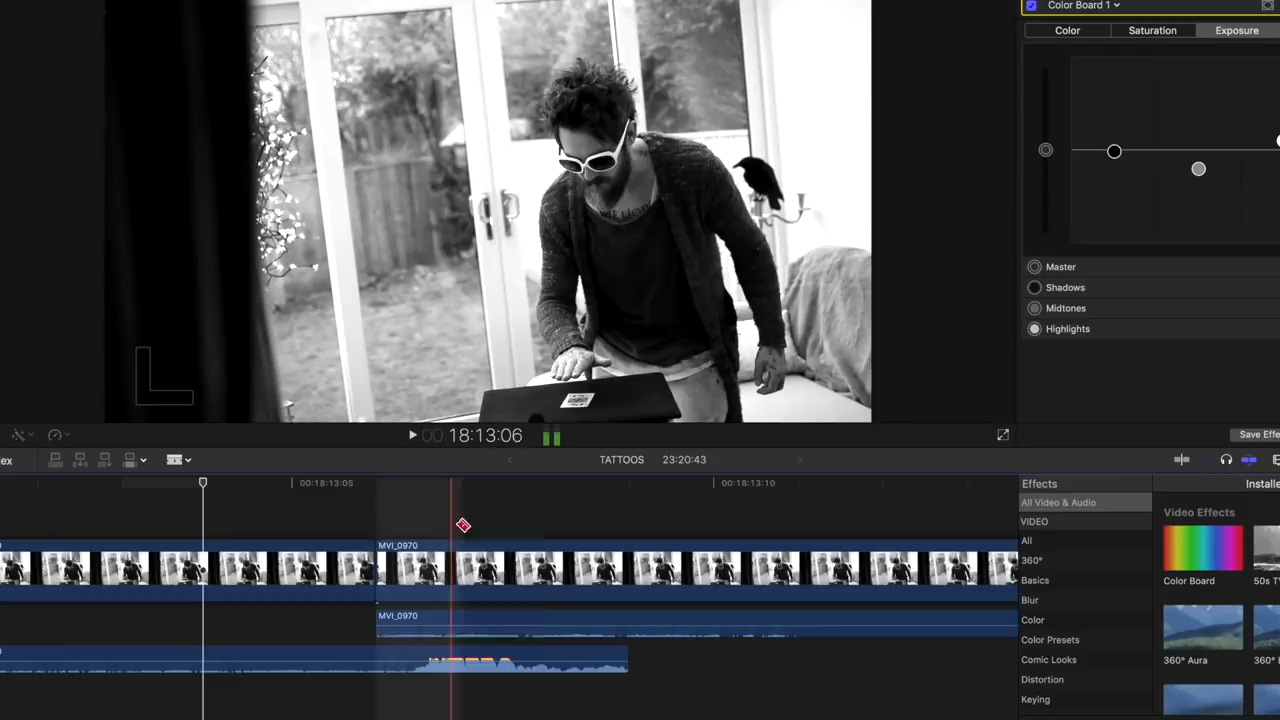 Color Board 1
Color
Saturation
Exposure
Master
Shadows
Midtones
Highlights
00:18:13:06
Save Effe
ex
TATTOOS
23:20:43
00:18:13:05
00:18:13:10
Effects
Installe
All Video & Audio
Video Effects
VIDEO
All
360°
Basics
Blur
Color
Color Presets
Comic Looks
Distortion
Keying
Color Board
50s T
360° Aura
360°
MVI_0970
MVI_0970